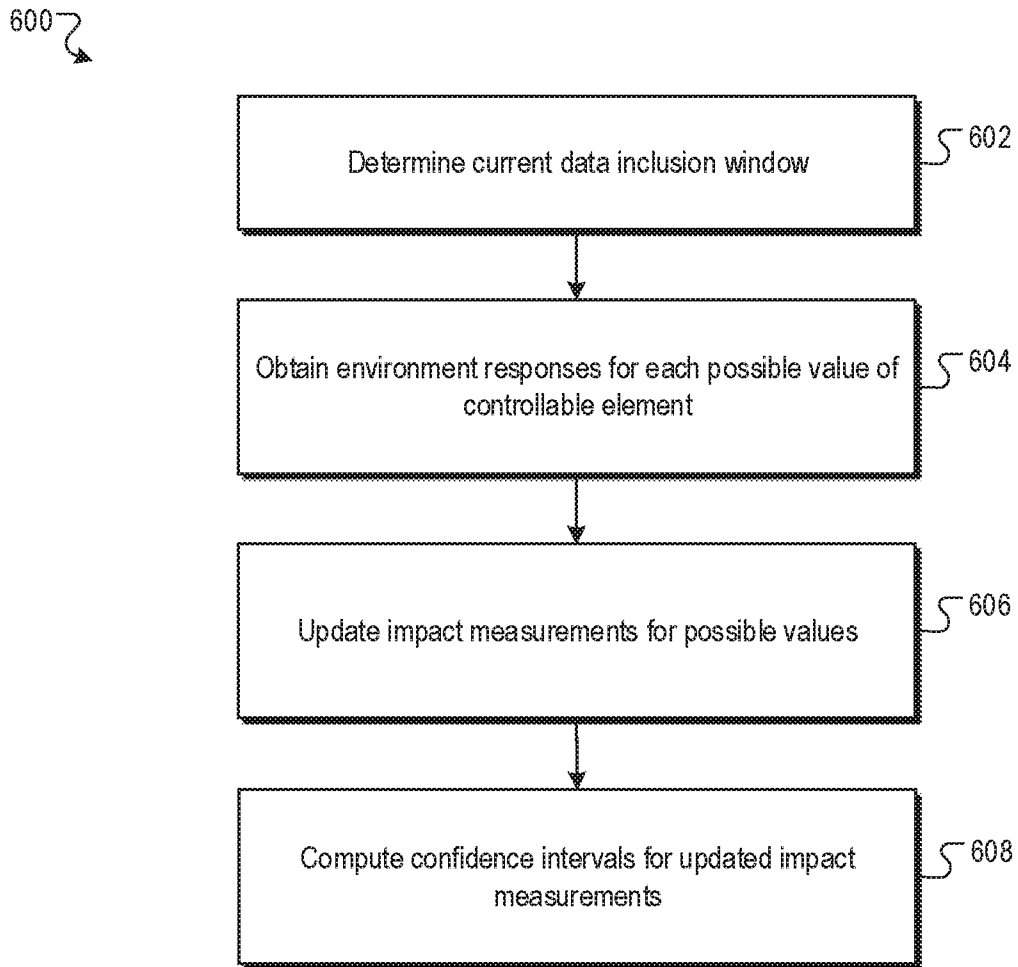 600
Determine current data inclusion window
602
Obtain environment responses for each possible value of
controllable element
604
Update impact measurements for possible values
606
Compute confidence intervals for updated impact
measurements
608